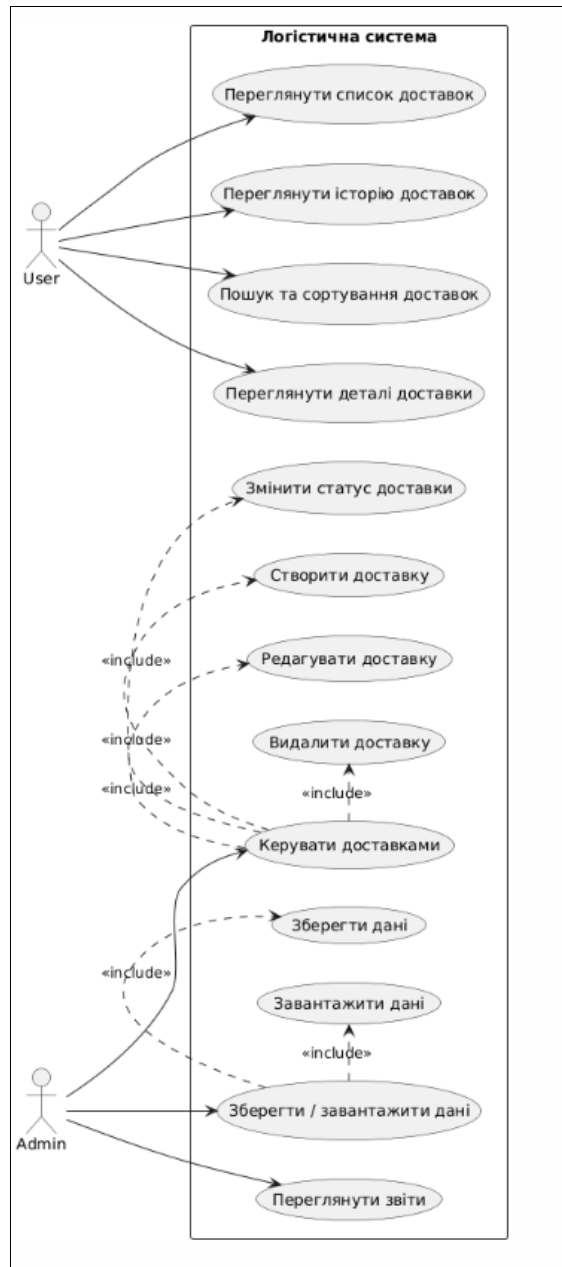 Логістична система
Переглянути список доставок
Переглянути історію доставок
User
Пошук та сортування доставок
Переглянути деталі доставки
Змінити статус доставки
Створити доставку
«include»
Редагувати доставку
«include»
Видалити доставку
«include»
«include»
Керувати доставками
Зберегти дані
«include»
Завантажити дані
«include»
Admin
Зберегти / завантажити дані
Переглянути звіти